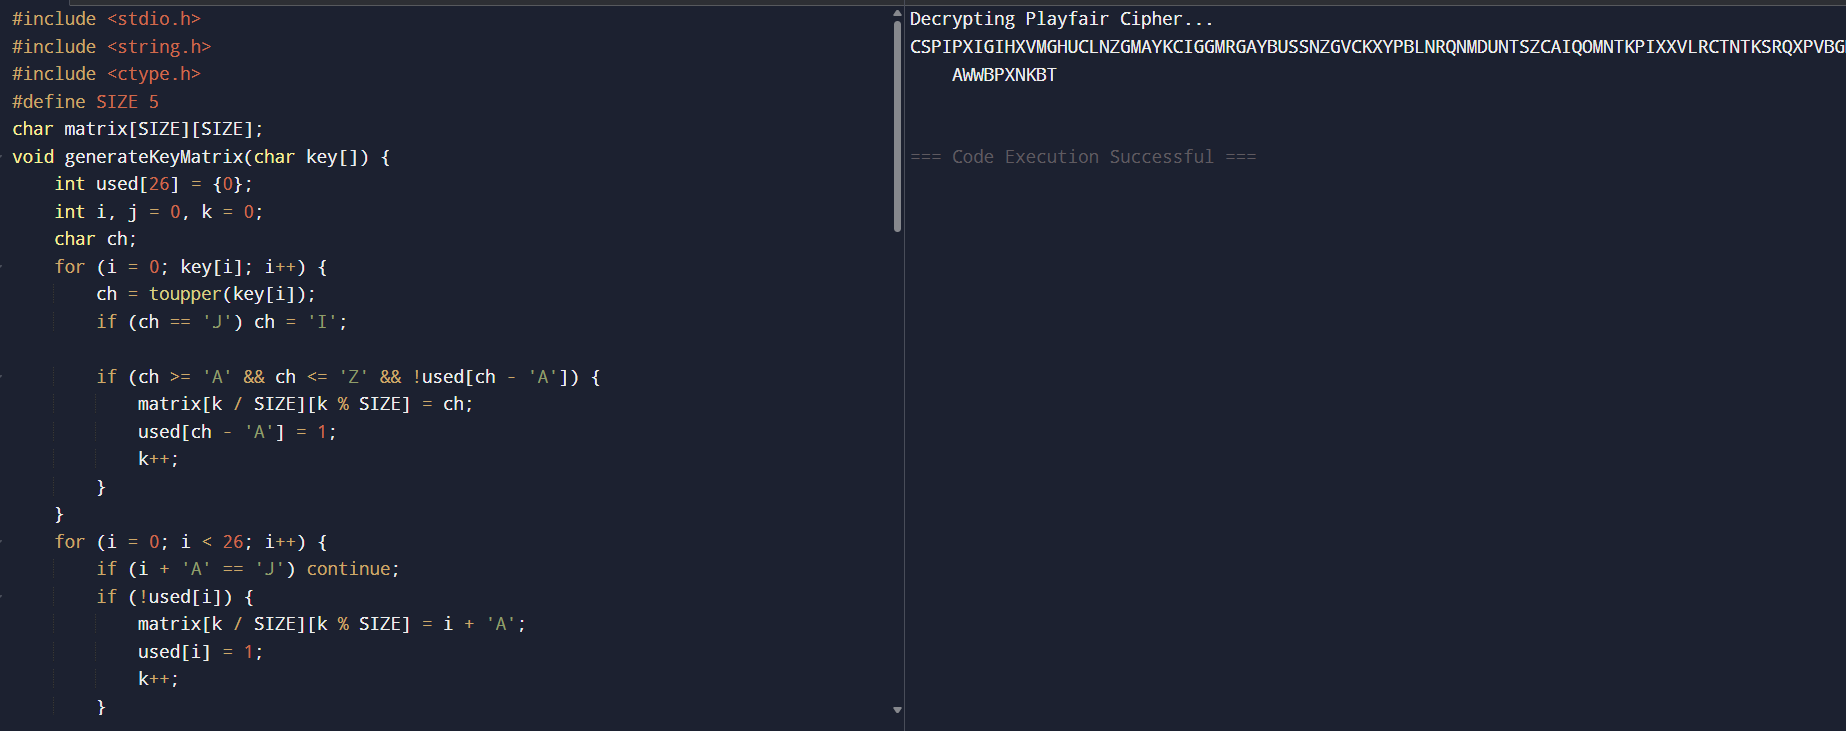 #include <stdio.h>
#include <string.h>
#include <ctype.h>
#define SIZE 5
char matrix[SIZE][SIZE];
void generateKeyMatrix(char key[]) {
    int used[26] = {0};
    int i, j = 0, k = 0;
    char ch;
    for (i = 0; key[i]; i++) {
        ch = toupper(key[i]);
        if (ch == 'J') ch = 'I';

        if (ch >= 'A' && ch <= 'Z' && !used[ch - 'A']) {
            matrix[k / SIZE][k % SIZE] = ch;
            used[ch - 'A'] = 1;
            k++;
        }
    }
    for (i = 0; i < 26; i++) {
        if (i + 'A' == 'J') continue;
        if (!used[i]) {
            matrix[k / SIZE][k % SIZE] = i + 'A';
            used[i] = 1;
            k++;
        }
Decrypting Playfair Cipher...
CSPIPXIGIHXVMGHUCLNZGMAYKCIGGMRGAYBUSSNZGVCKXYPBLNRQNMDUNTSZCAIQOMNTKPIXXVLRCTNTKSRQXPVBG
    AWWBPXNKBT
=== Code Execution Successful ===